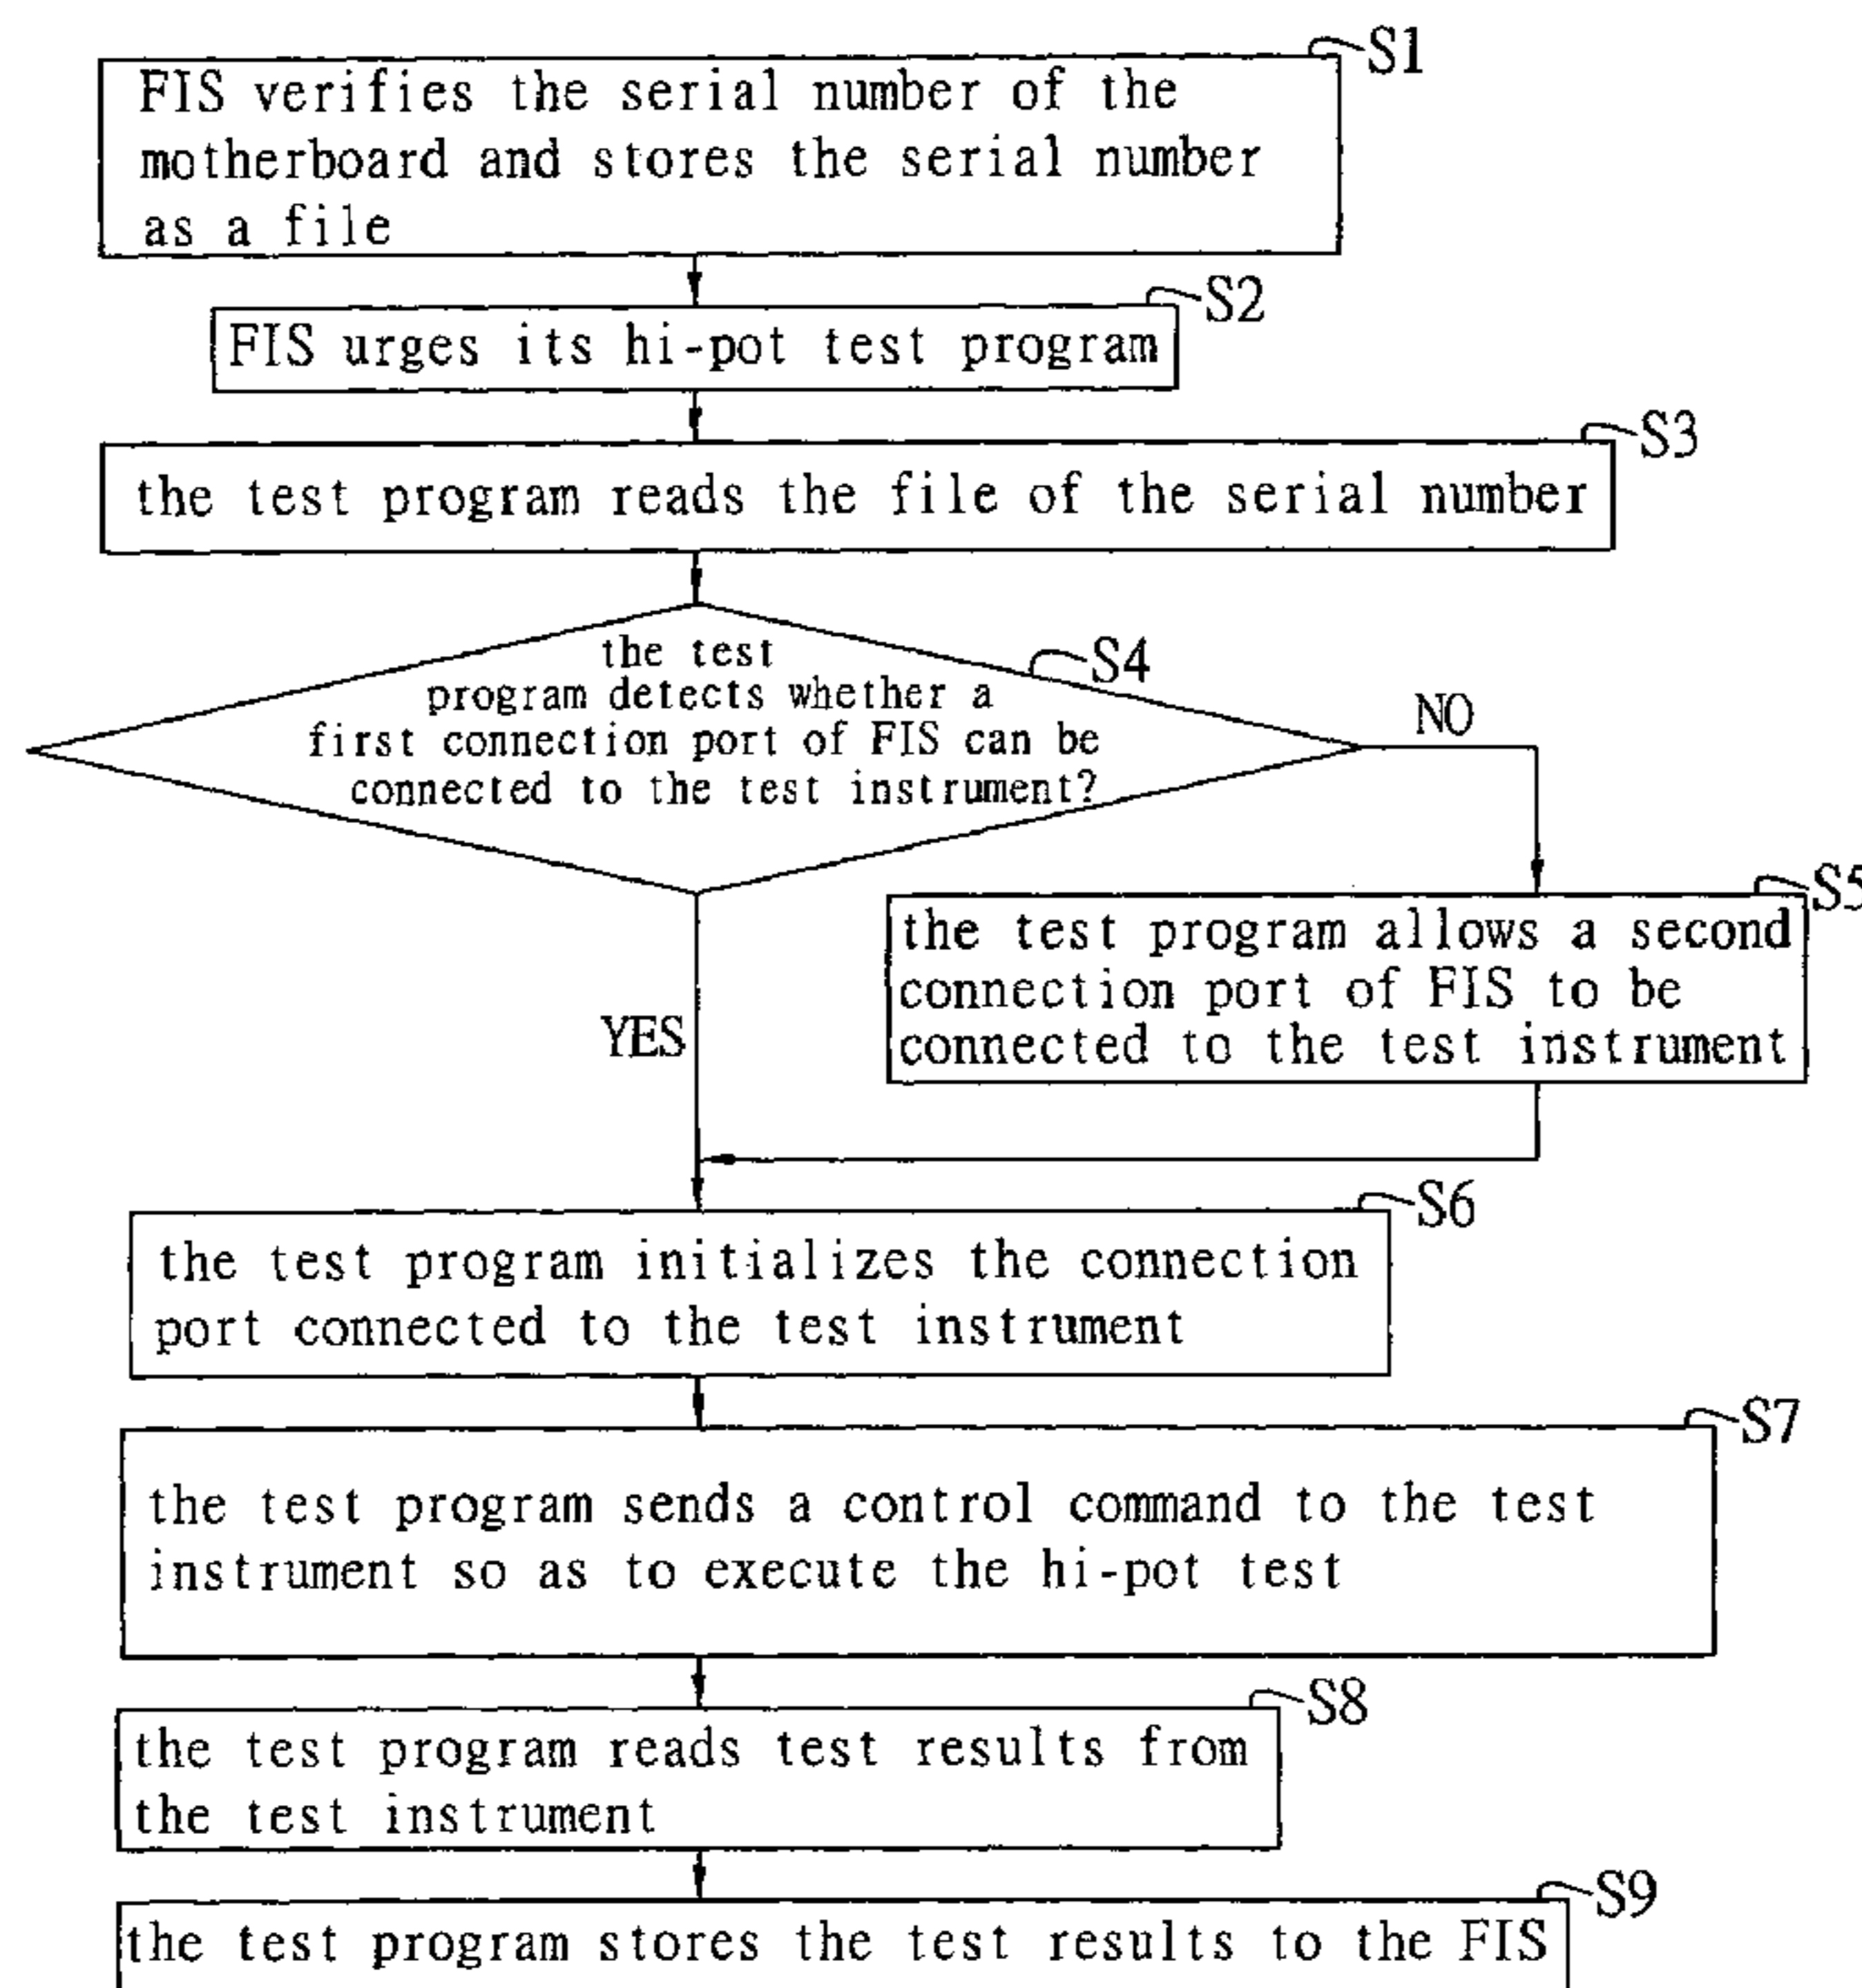 S1
FIS verifies the serial number of the
motherboard and stores the serial number
as a file
S2
FIS urges its hi-pot test program
S3
the test program reads the file of the serial number
S4
the test
program detects whether a
first connection port of FIS can be
connected to the test instrument?
NO
S5
the test program allows a second
connection port of FIS to be
connected to the test instrument
YES
S6
the test program initializes the connection
port connected to the test instrument
S7
the test program sends a control command to the test
instrument so as to execute the hi-pot test
S8
the test program reads test results from
the test instrument
S9
the test program stores the test results to the FIS